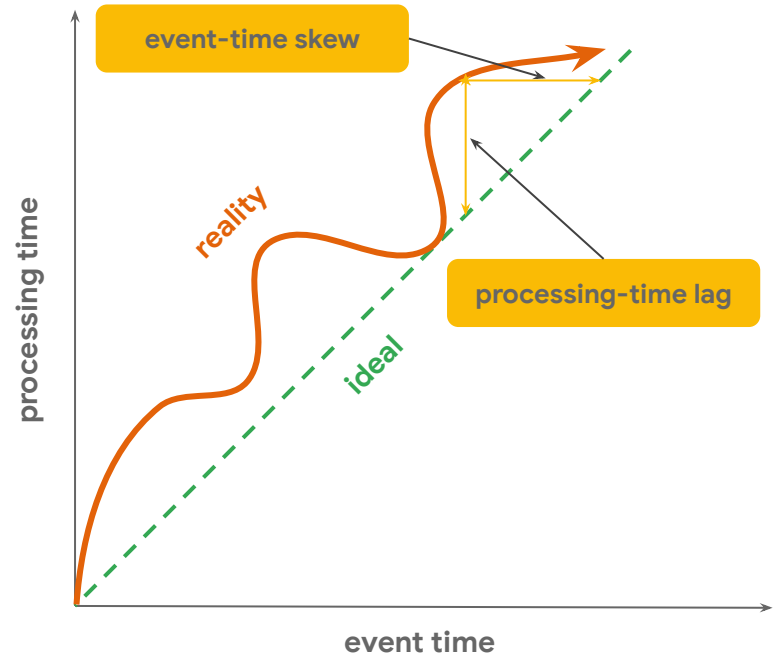 event-time skew
processing time
reality
processing-time lag
ideal
event time